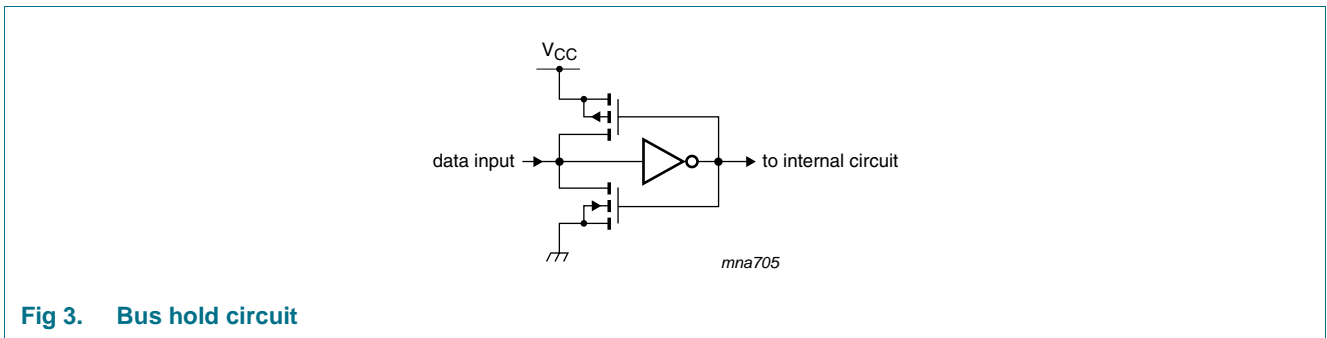 VCC
data input
to internal circuit
mna705
Fig 3. Bus hold circuit